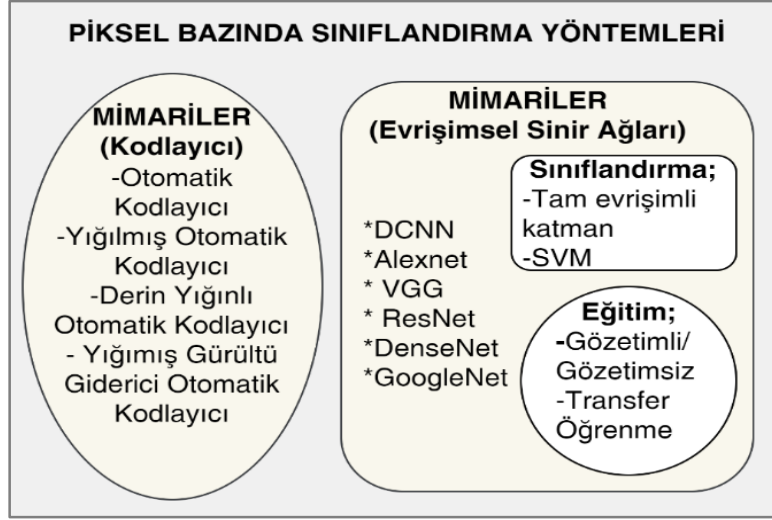 PİKSEL BAZINDA SINIFLANDIRMA YÖNTEMLERİ
MİMARİLER
(Kodlayıcı)
-Otomatik
Kodlayıcı
-Yığılmış Otomatik
Kodlayıcı
-Derin Yığınlı
Otomatik Kodlayıcı
- Yığımış Gürültü
Giderici Otomatik
Kodlayıcı
MİMARİLER
(Evrişimsel Sinir Ağları)
*DCNN
*Alexnet
* VGG
* ResNet
*DenseNet
*GoogleNet
Sınıflandırma;
-Tam evrişimli
katman
-SVM
Eğitim;
-Gözetimli/
Gözetimsiz
-Transfer
Öğrenme